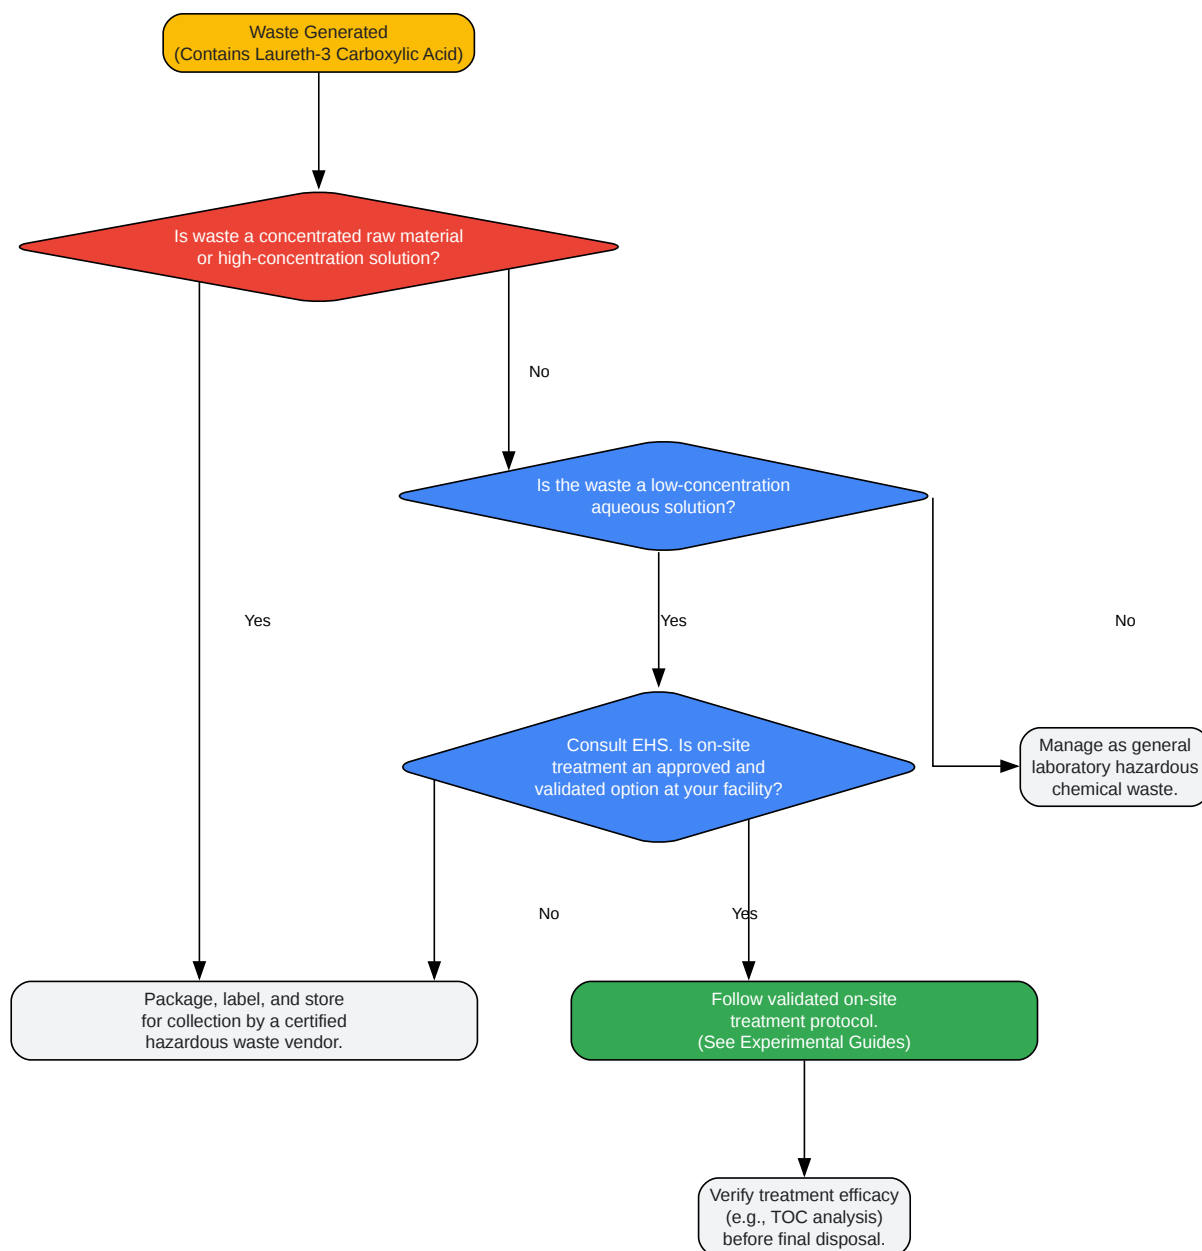 Waste Generated
(Contains Laureth-3 Carboxylic Acid)
Is waste a concentrated raw material
or high-concentration solution?
No
Is the waste a low-concentration
aqueous solution?
Yes
Yes
No
Consult EHS. Is on-site
treatment an approved and
validated option at your facility?
Manage as general
laboratory hazardous
chemical waste.
No
Yes
Package, label, and store
for collection by a certified
hazardous waste vendor.
Follow validated on-site
treatment protocol.
(See Experimental Guides)
Verify treatment efficacy
(e.g., TOC analysis)
before final disposal.